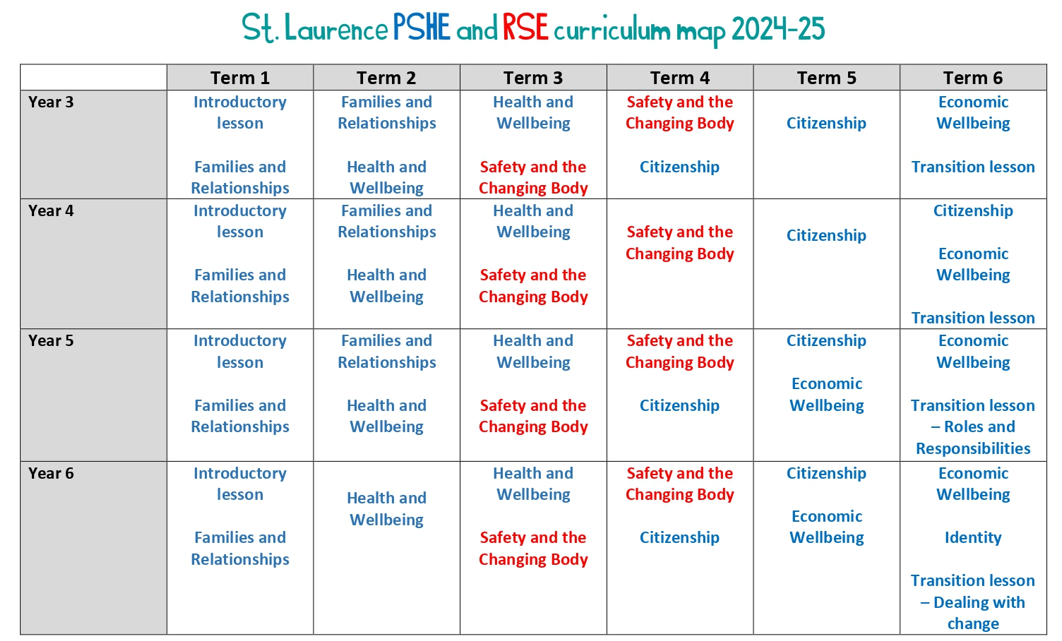 St. Laurence PSHE and RSE curriculum map 2024-25
Term 1 Term 2 Term 3 Term 4 Term 5 Term 6
Year 3
Introductory
lesson
Families and
Relationships
Families and
Relationships
Health and
Wellbeing
Health and
Wellbeing
Safety and the
Changing Body
Safety and the
Changing Body
Citizenship
Citizenship
Economic
Wellbeing
Transition lesson
Year 4
Introductory
lesson
Families and
Relationships
Families and
Relationships
Health and
Wellbeing
Health and
Wellbeing
Safety and the
Changing Body
Safety and the
Changing Body
Citizenship
Citizenship
Economic
Wellbeing
Transition lesson
Year 5
Introductory
lesson
Families and
Relationships
Families and
Relationships
Health and
Wellbeing
Health and
Wellbeing
Safety and the
Changing Body
Safety and the
Changing Body
Citizenship
Citizenship
Economic
Wellbeing
Economic
Wellbeing
Transition lesson
– Roles and
Responsibilities
Year 6
Introductory
lesson
Families and
Relationships
Health and
Wellbeing
Health and
Wellbeing
Safety and the
Changing Body
Safety and the
Changing Body
Citizenship
Citizenship
Economic
Wellbeing
Economic
Wellbeing
Identity
Transition lesson
– Dealing with
change